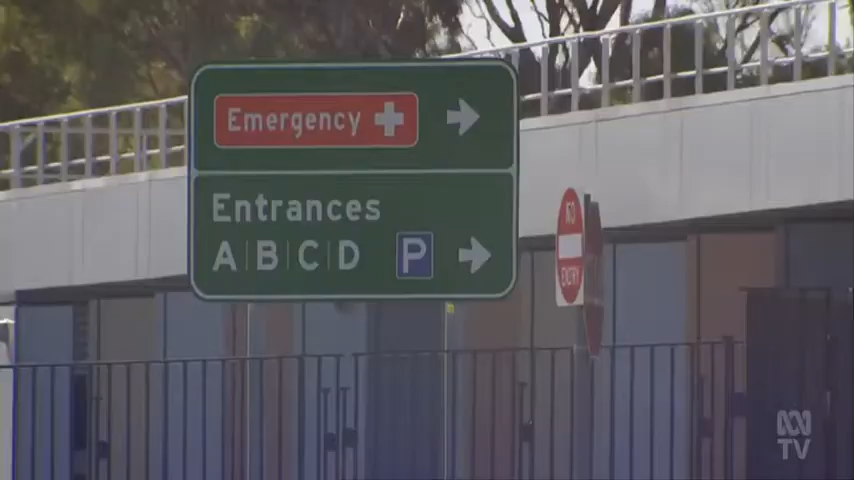 Emergency
Entrances
A | B | C | D P
NO
ENTRY
ABC
TV